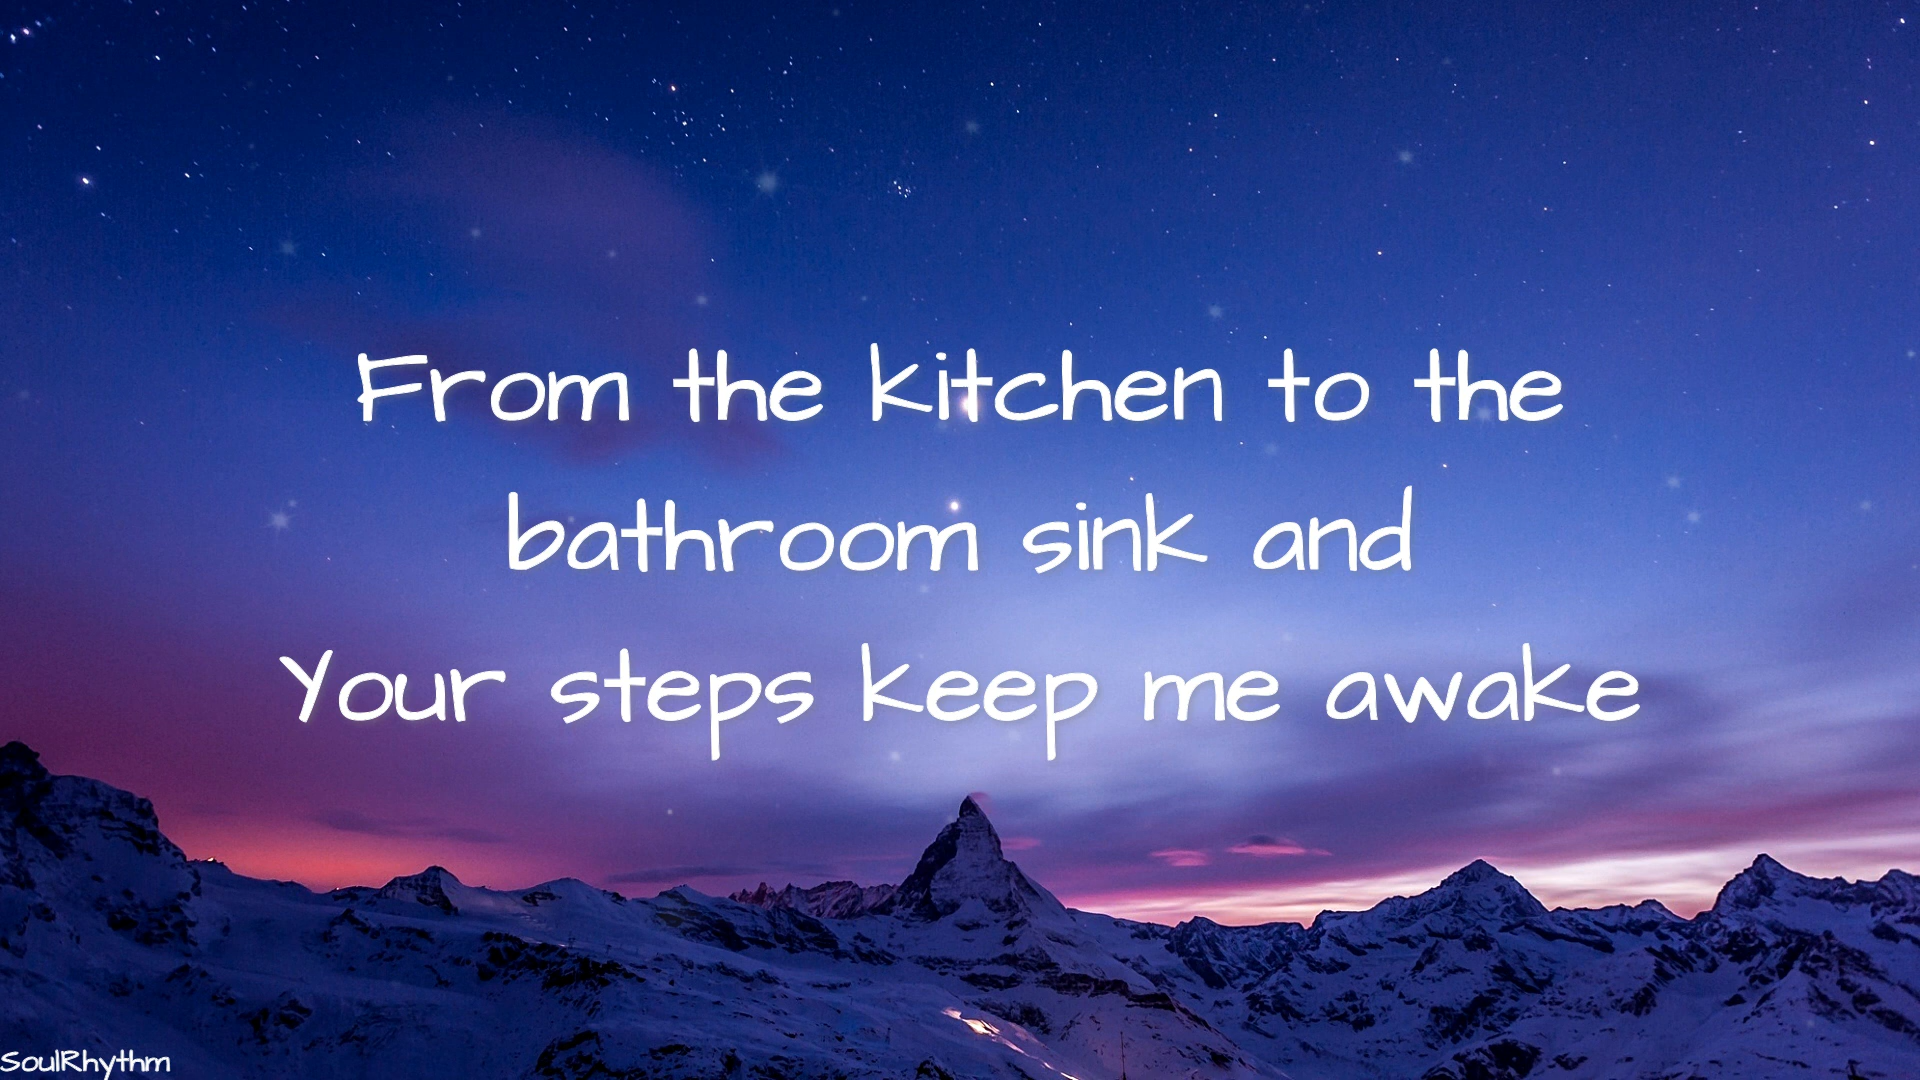 From the kitchen to the
bathroom sink and
Your steps keep me awake
SoulRhythm